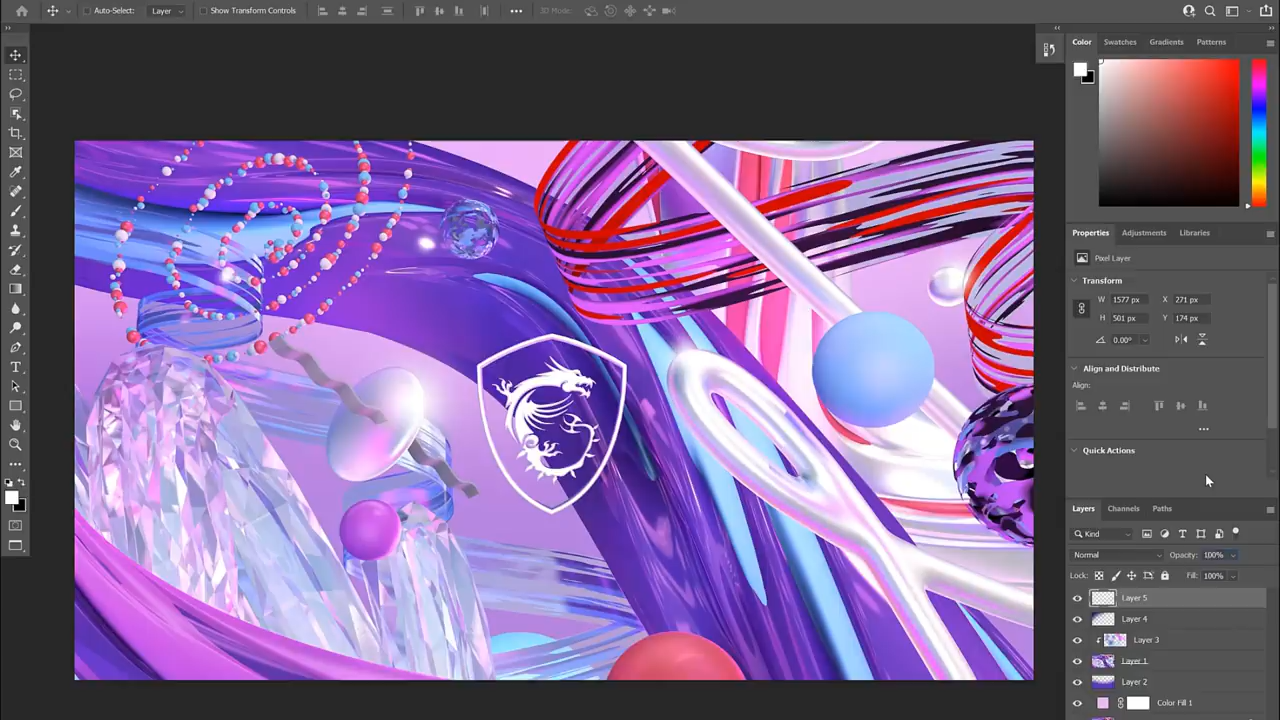 Auto-Select: Layer Show Transform Controls 3D Mode:
Color Swatches Gradients Patterns
Properties Adjustments Libraries
Pixel Layer
Transform
W 1577 px X 271 px
H 501 px Y 174 px
0.00°
Align and Distribute
Align:
Quick Actions
Layers Channels Paths
Kind
Normal Opacity: 100%
Lock: Fill: 100%
Layer 5
Layer 4
Layer 3
Layer 1
Layer 2
Color Fill 1